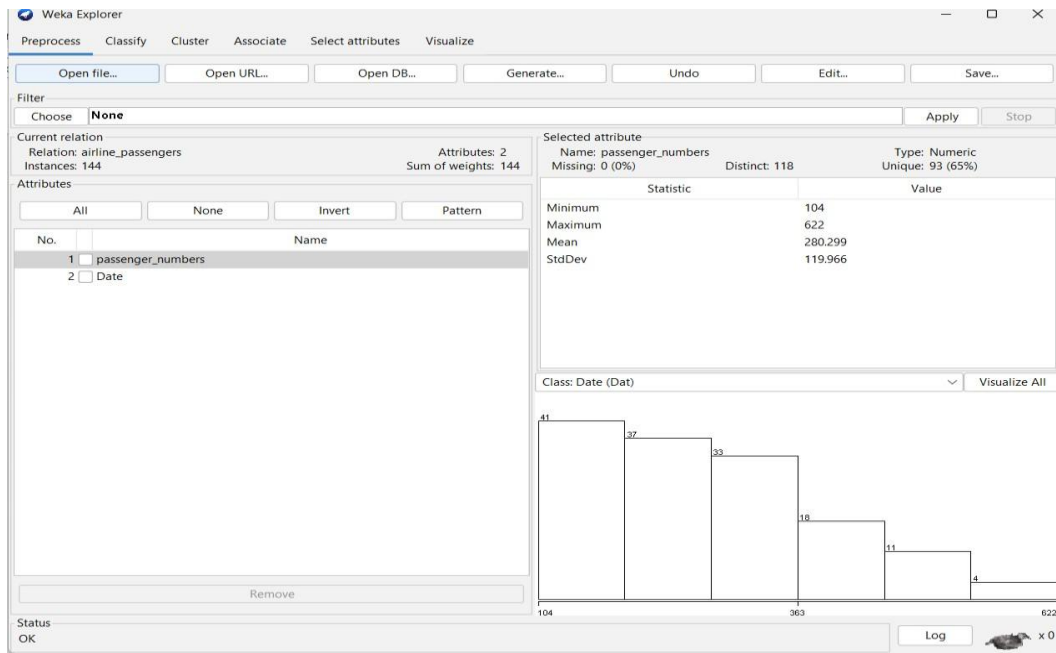 Weka Explorer
Preprocess Classify Cluster Associate Select attributes Visualize
Open file... Open URL... Open DB... Generate... Undo Edit... Save...
Filter
Choose None Apply Stop
Current relation
Relation: airline_passengers Attributes: 2
Instances: 144 Sum of weights: 144
Attributes
All None Invert Pattern
No. Name
1 passenger_numbers
2 Date
Remove
Selected attribute
Name: passenger_numbers Type: Numeric
Missing: 0 (0%) Distinct: 118 Unique: 93 (65%)
Statistic Value
Minimum 104
Maximum 622
Mean 280.299
StdDev 119.966
Class: Date (Dat) Visualize All
41
37
33
18
11
4
104 363 622
Status
OK Log x 0